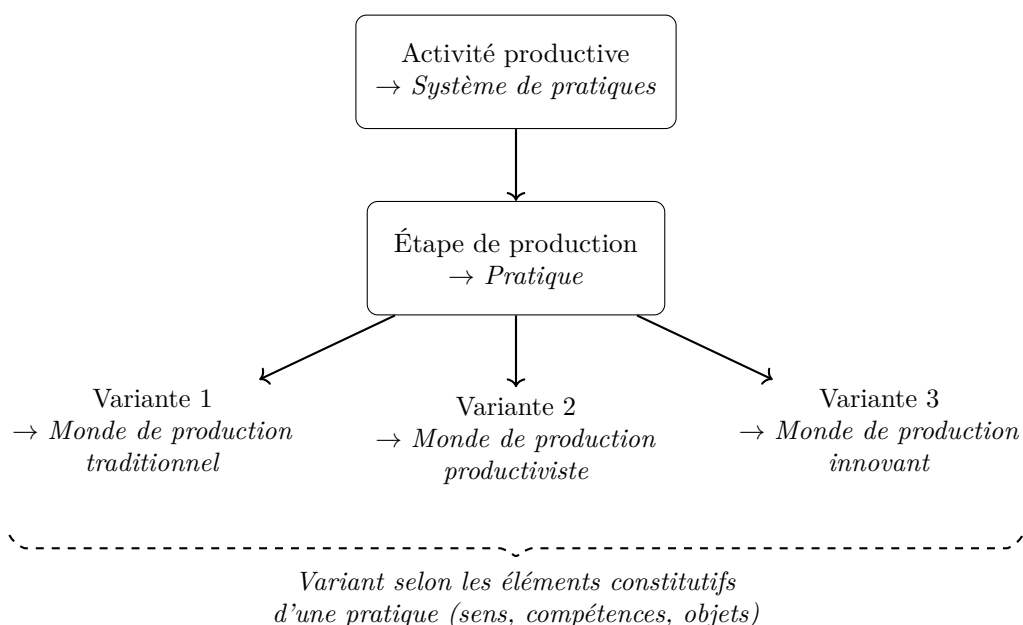 Activité productive
→ Système de pratiques
Étape de production
→ Pratique
Variante 1
→ Monde de production
traditionnel
Variante 2
→ Monde de production
productiviste
Variante 3
→ Monde de production
innovant
Variant selon les éléments constitutifs
d'une pratique (sens, compétences, objets)